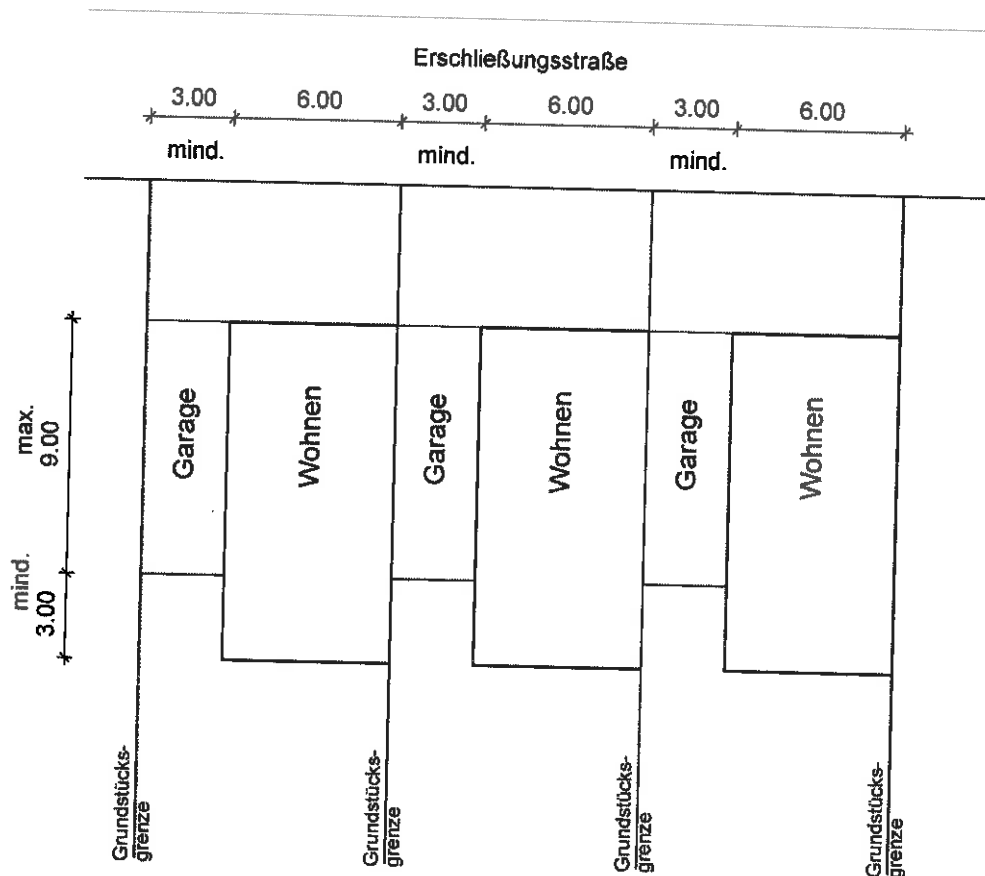 Erschließungsstraße
3.00 6.00 3.00 6.00 3.00 6.00
mind. mind. mind.
max.
9.00
mind.
3.00
Garage Wohnen Garage Wohnen Garage Wohnen
Grundstücks-
grenze
Grundstücks-
grenze
Grundstücks-
grenze
Grundstücks-
grenze